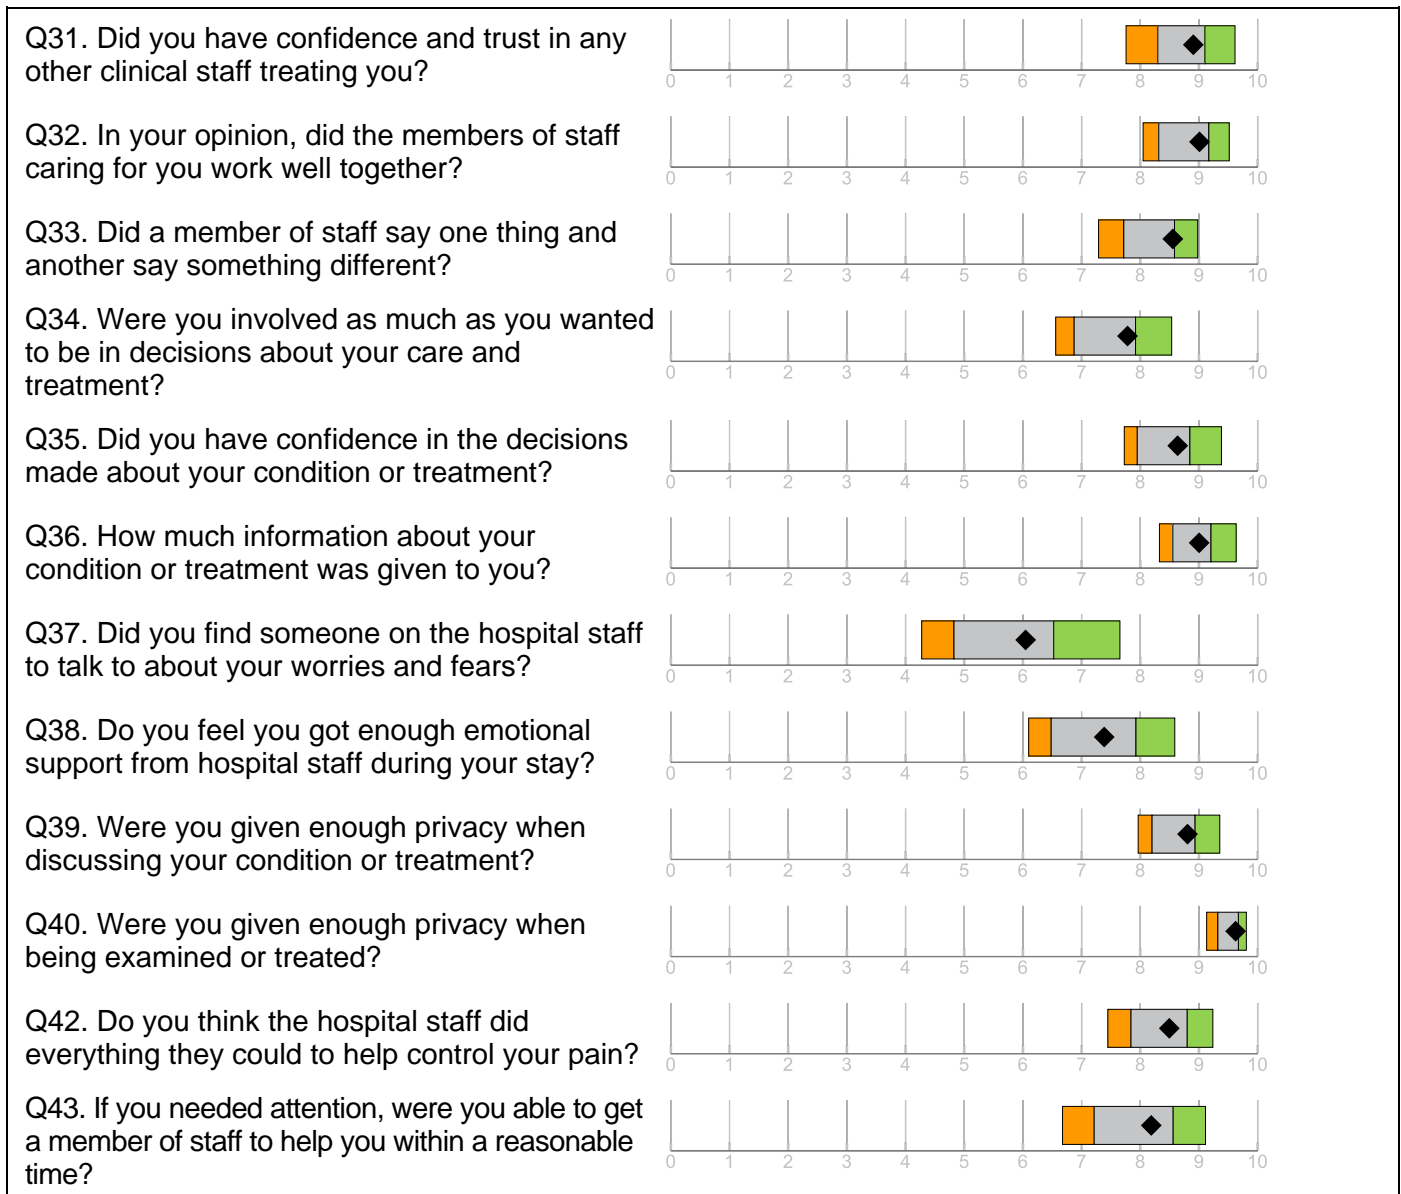 Q31. Did you have confidence and trust in any
other clinical staff treating you?
0 1 2 3 4 5 6 7 8 9 10
Q32. In your opinion, did the members of staff
caring for you work well together?
0 1 2 3 4 5 6 7 8 9 10
Q33. Did a member of staff say one thing and
another say something different?
0 1 2 3 4 5 6 7 8 9 10
Q34. Were you involved as much as you wanted
to be in decisions about your care and
treatment?
0 1 2 3 4 5 6 7 8 9 10
Q35. Did you have confidence in the decisions
made about your condition or treatment?
0 1 2 3 4 5 6 7 8 9 10
Q36. How much information about your
condition or treatment was given to you?
0 1 2 3 4 5 6 7 8 9 10
Q37. Did you find someone on the hospital staff
to talk to about your worries and fears?
0 1 2 3 4 5 6 7 8 9 10
Q38. Do you feel you got enough emotional
support from hospital staff during your stay?
0 1 2 3 4 5 6 7 8 9 10
Q39. Were you given enough privacy when
discussing your condition or treatment?
0 1 2 3 4 5 6 7 8 9 10
Q40. Were you given enough privacy when
being examined or treated?
0 1 2 3 4 5 6 7 8 9 10
Q42. Do you think the hospital staff did
everything they could to help control your pain?
0 1 2 3 4 5 6 7 8 9 10
Q43. If you needed attention, were you able to get
a member of staff to help you within a reasonable
time?
0 1 2 3 4 5 6 7 8 9 10